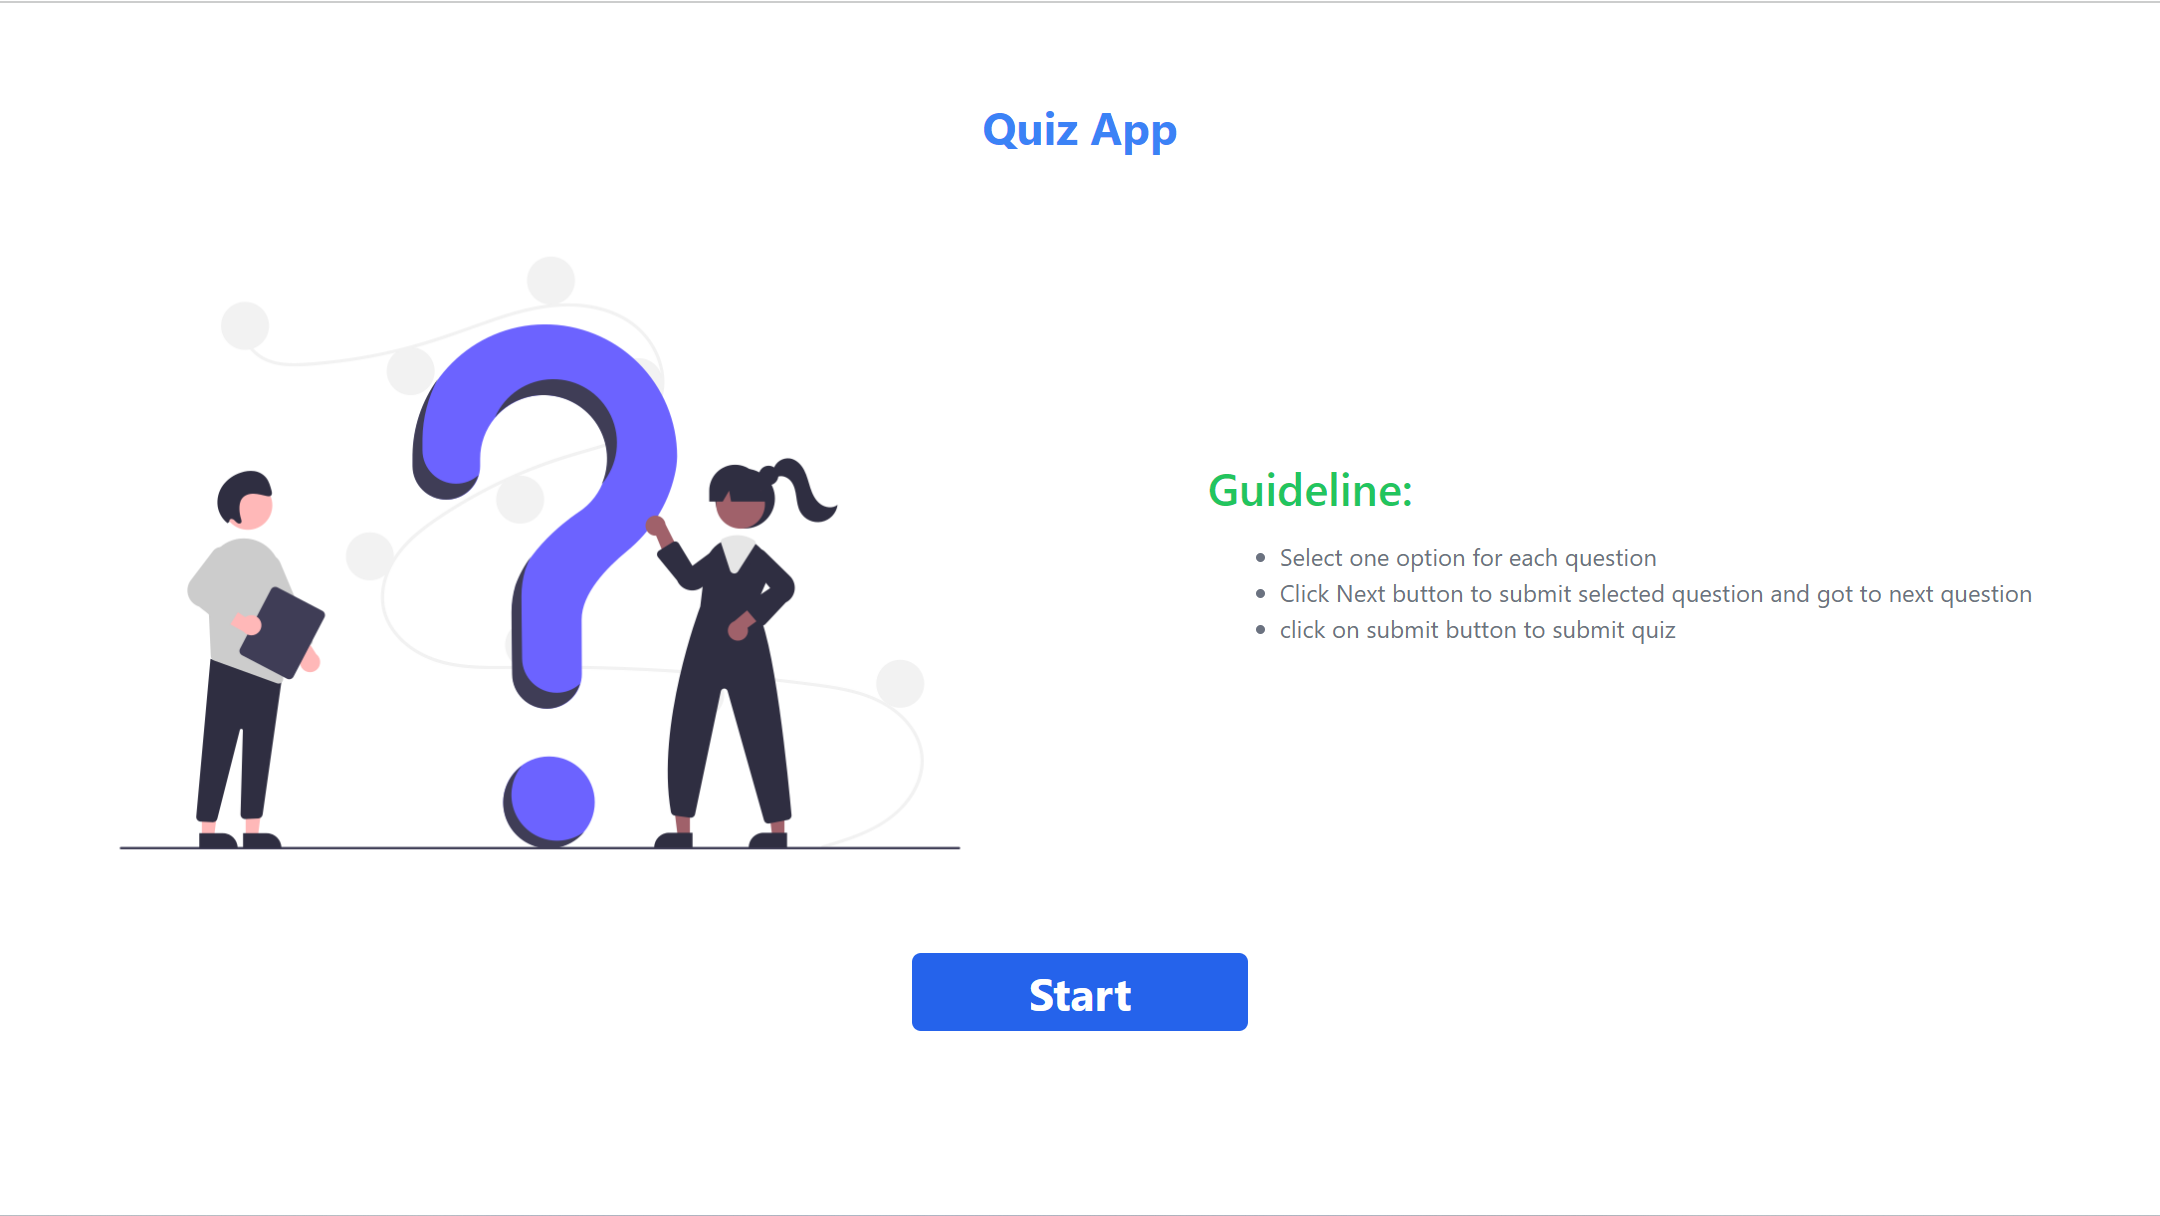 Quiz App
Guideline:
Select one option for each question
Click Next button to submit selected question and got to next question
click on submit button to submit quiz
Start